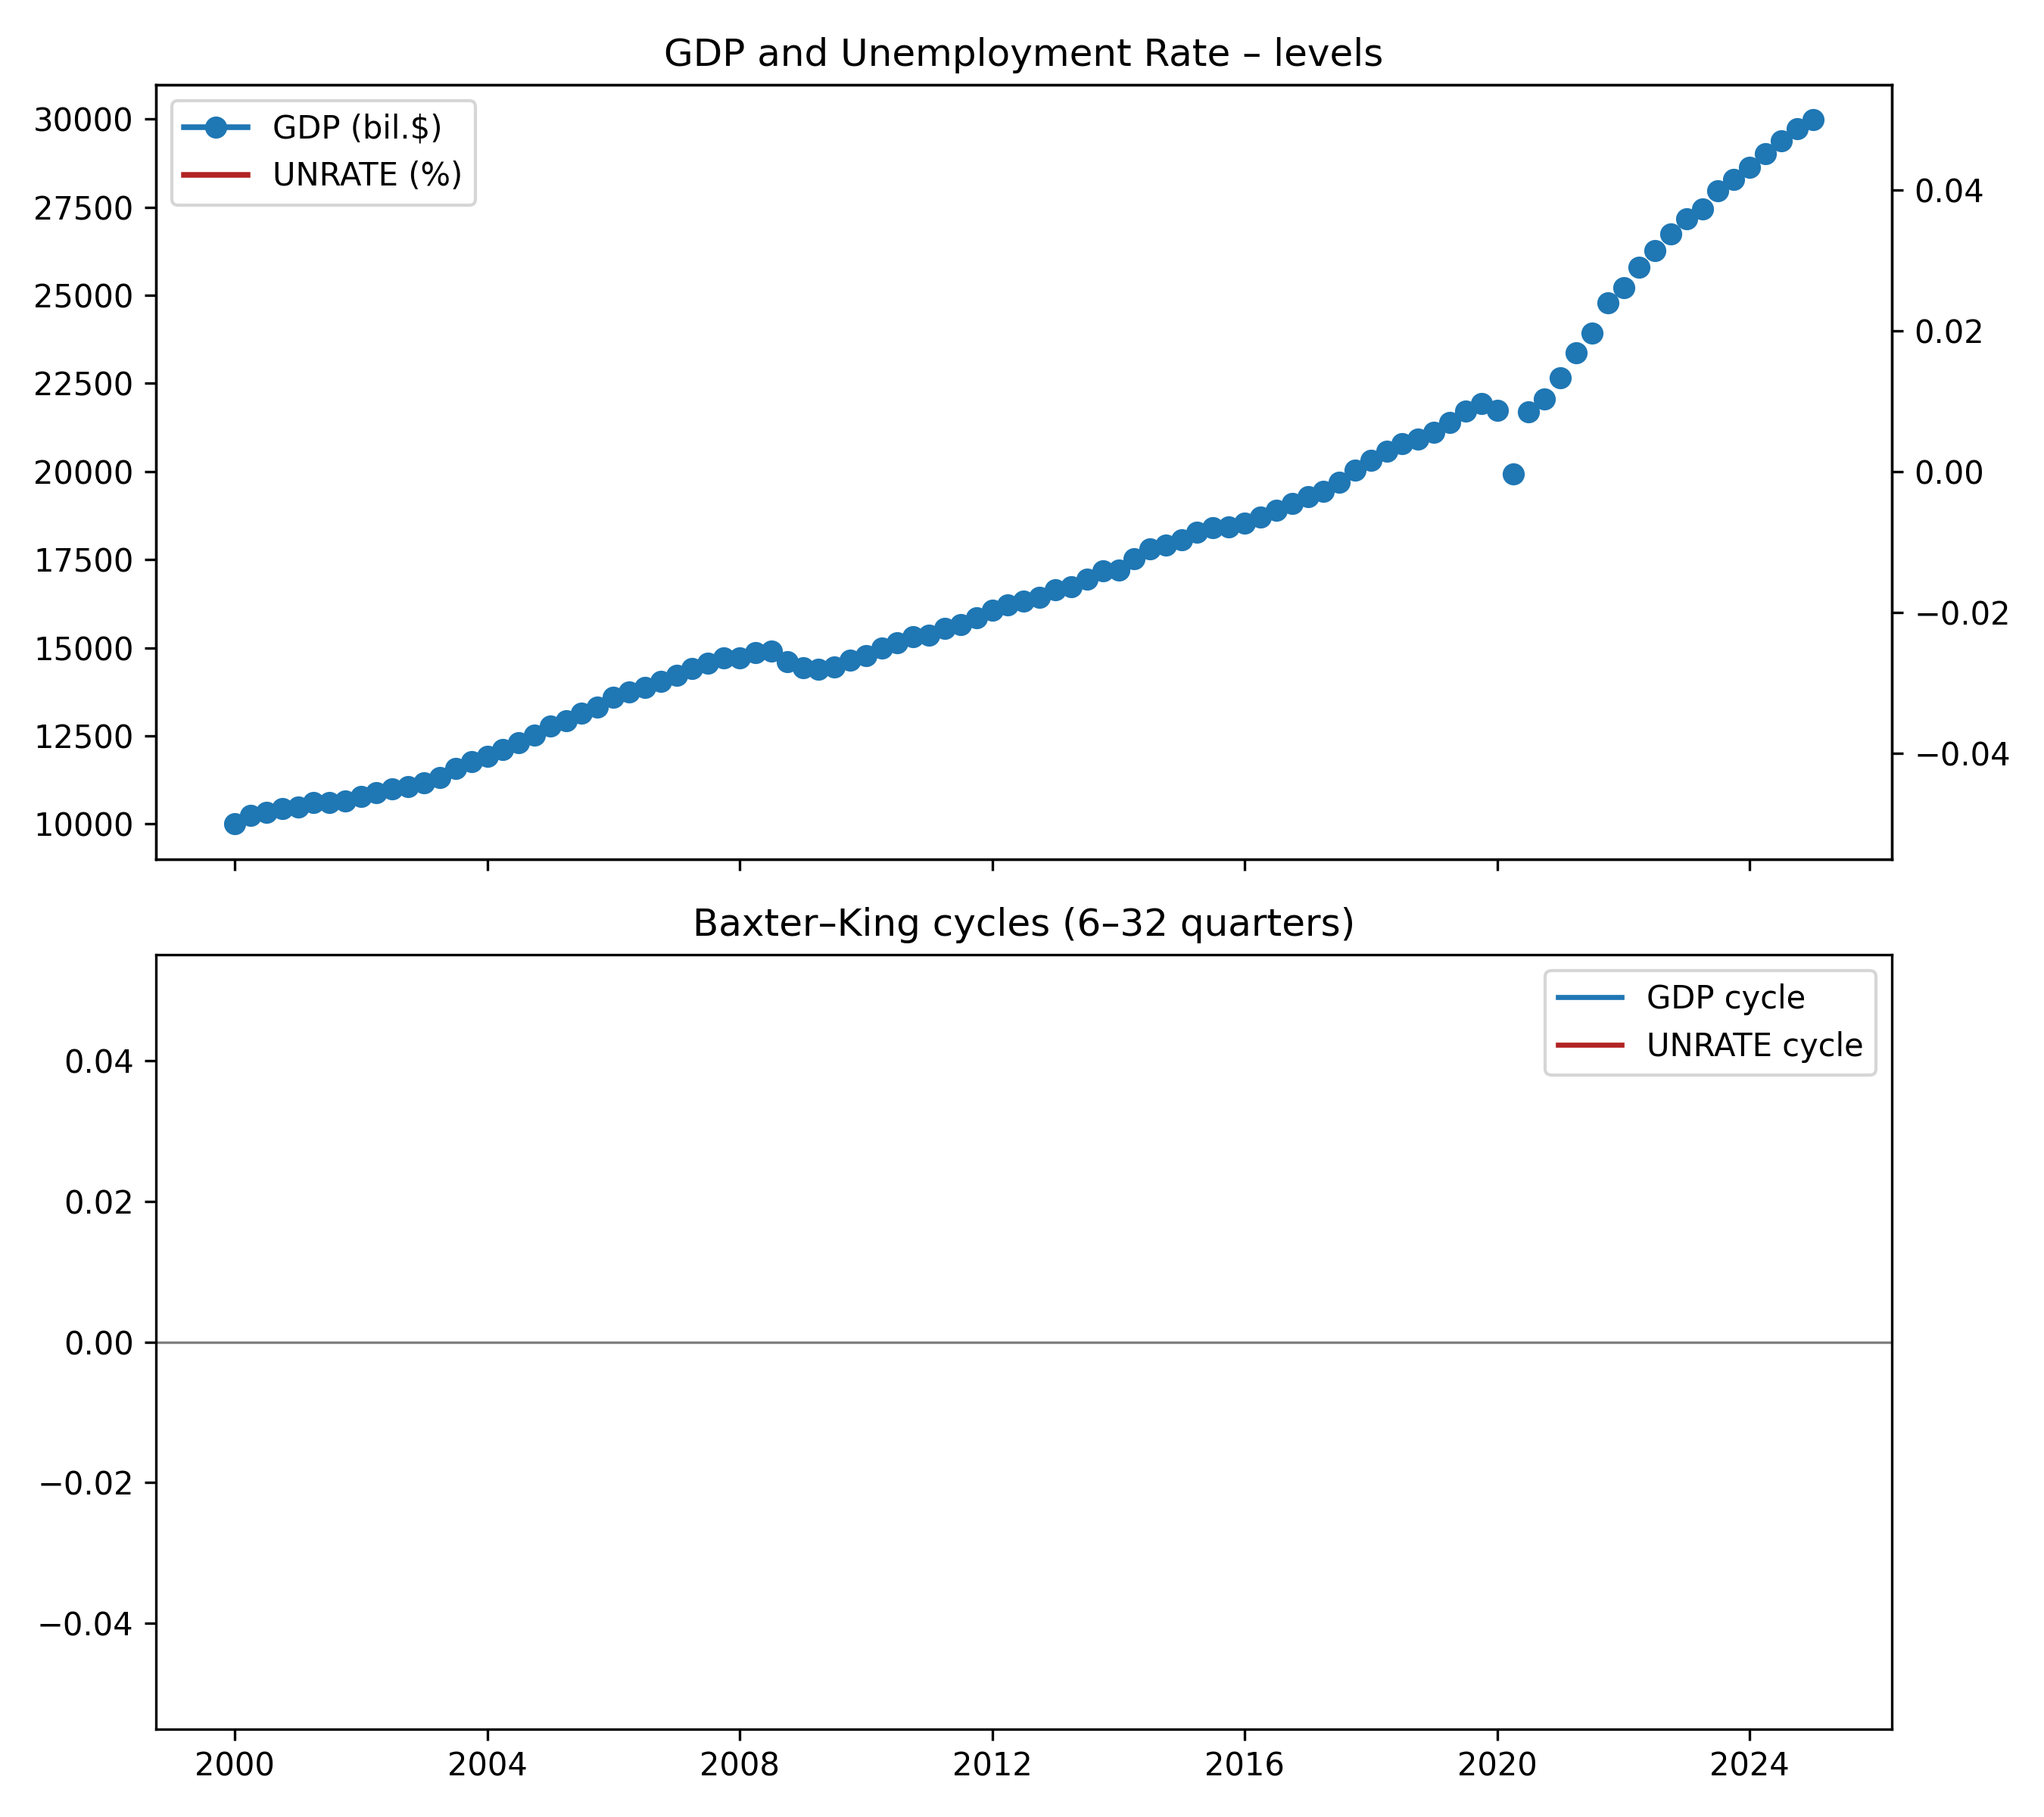 GDP and Unemployment Rate – levels
GDP (bil.$)
UNRATE (%)
30000
27500
25000
22500
20000
17500
15000
12500
10000
0.04
0.02
0.00
−0.02
−0.04
Baxter–King cycles (6–32 quarters)
GDP cycle
UNRATE cycle
0.04
0.02
0.00
−0.02
−0.04
2000 2004 2008 2012 2016 2020 2024